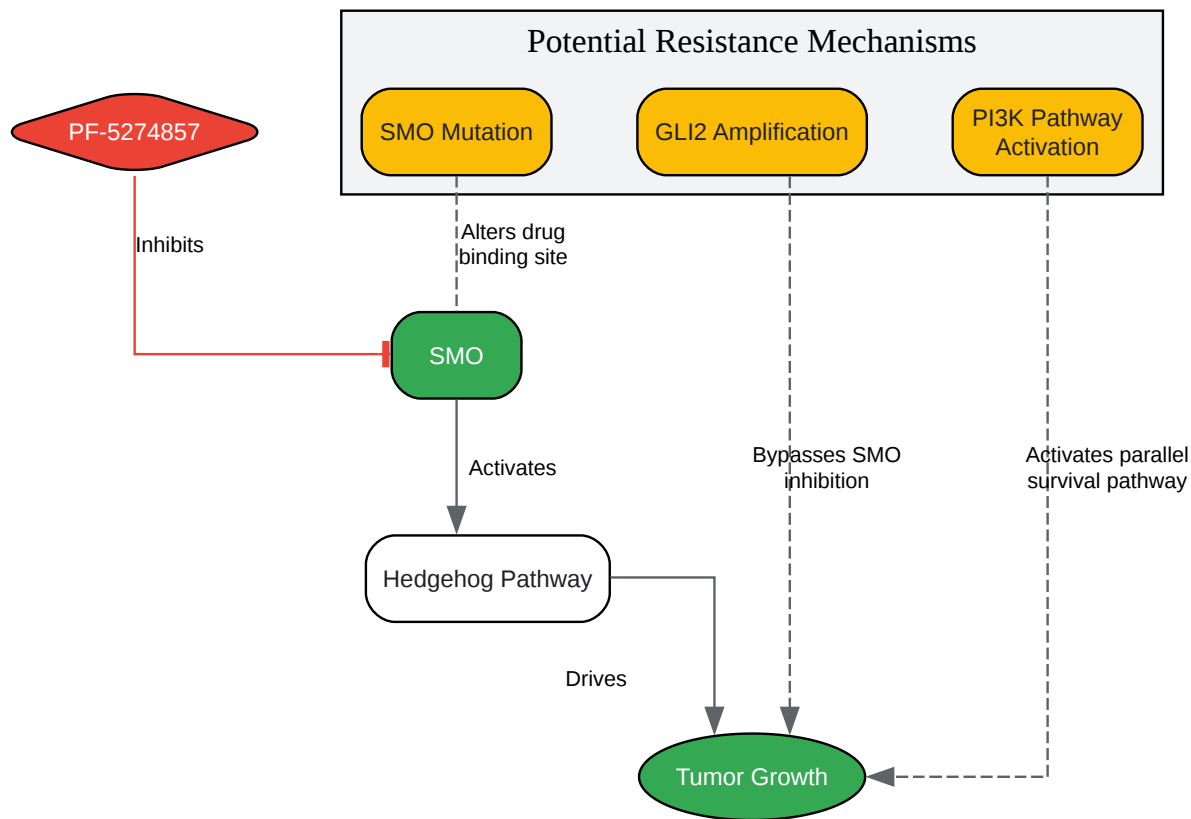 Potential Resistance Mechanisms
PF-5274857
SMO Mutation
GLI2 Amplification
PI3K Pathway
Activation
Inhibits
Alters drug
binding site
SMO
Activates
Bypasses SMO
inhibition
Activates parallel
survival pathway
Hedgehog Pathway
Drives
Tumor Growth